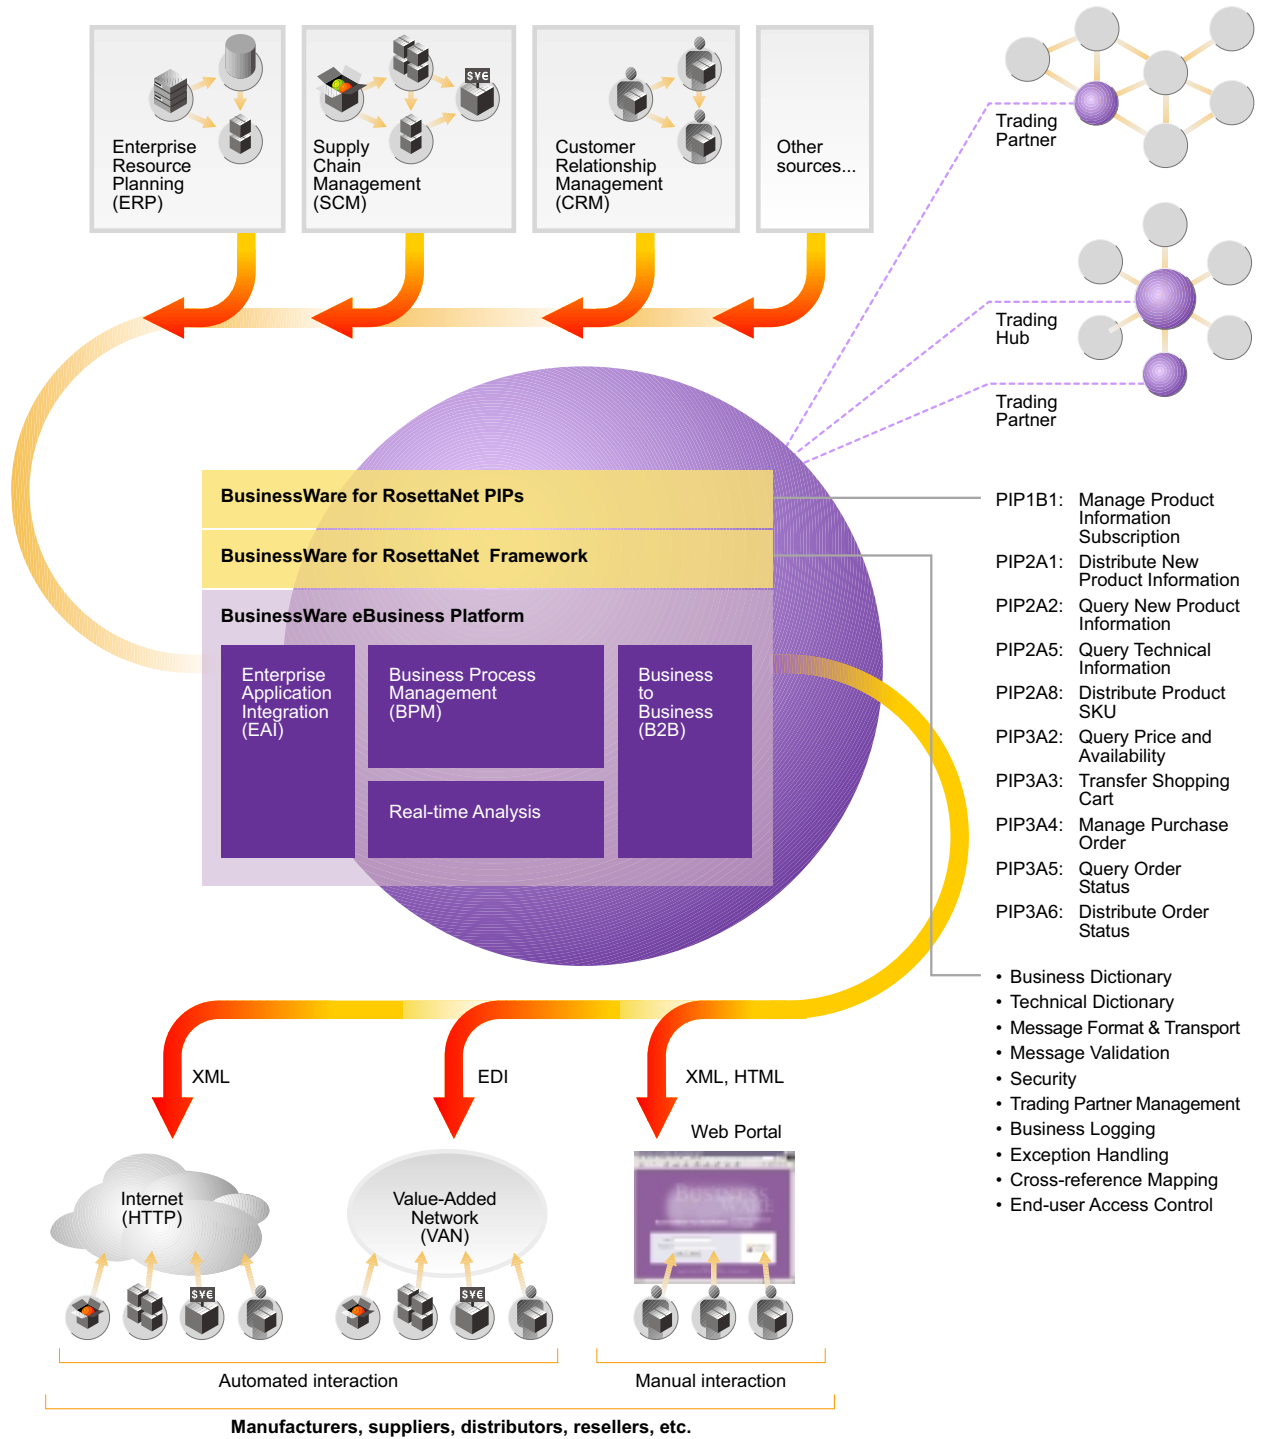 Enterprise
Resource
Planning
(ERP)
$¥€
Supply
Chain
Management
(SCM)
Customer
Relationship
Management
(CRM)
Other
sources...
Trading
Partner
Trading
Hub
Trading
Partner
BusinessWare for RosettaNet PIPs
BusinessWare for RosettaNet Framework
BusinessWare eBusiness Platform
Enterprise
Application
Integration
(EAI)
Business Process
Management
(BPM)
Real-time Analysis
Business
to
Business
(B2B)
PIP1B1: Manage Product
Information
Subscription
PIP2A1: Distribute New
Product Information
PIP2A2: Query New Product
Information
PIP2A5: Query Technical
Information
PIP2A8: Distribute Product
SKU
PIP3A2: Query Price and
Availability
PIP3A3: Transfer Shopping
Cart
PIP3A4: Manage Purchase
Order
PIP3A5: Query Order
Status
PIP3A6: Distribute Order
Status
• Business Dictionary
• Technical Dictionary
• Message Format & Transport
• Message Validation
• Security
• Trading Partner Management
• Business Logging
• Exception Handling
• Cross-reference Mapping
• End-user Access Control
XML
EDI
XML, HTML
Web Portal
Internet
(HTTP)
Value-Added
Network
(VAN)
BUSINESS
WARE
$¥€
$¥€
Automated interaction
Manual interaction
Manufacturers, suppliers, distributors, resellers, etc.